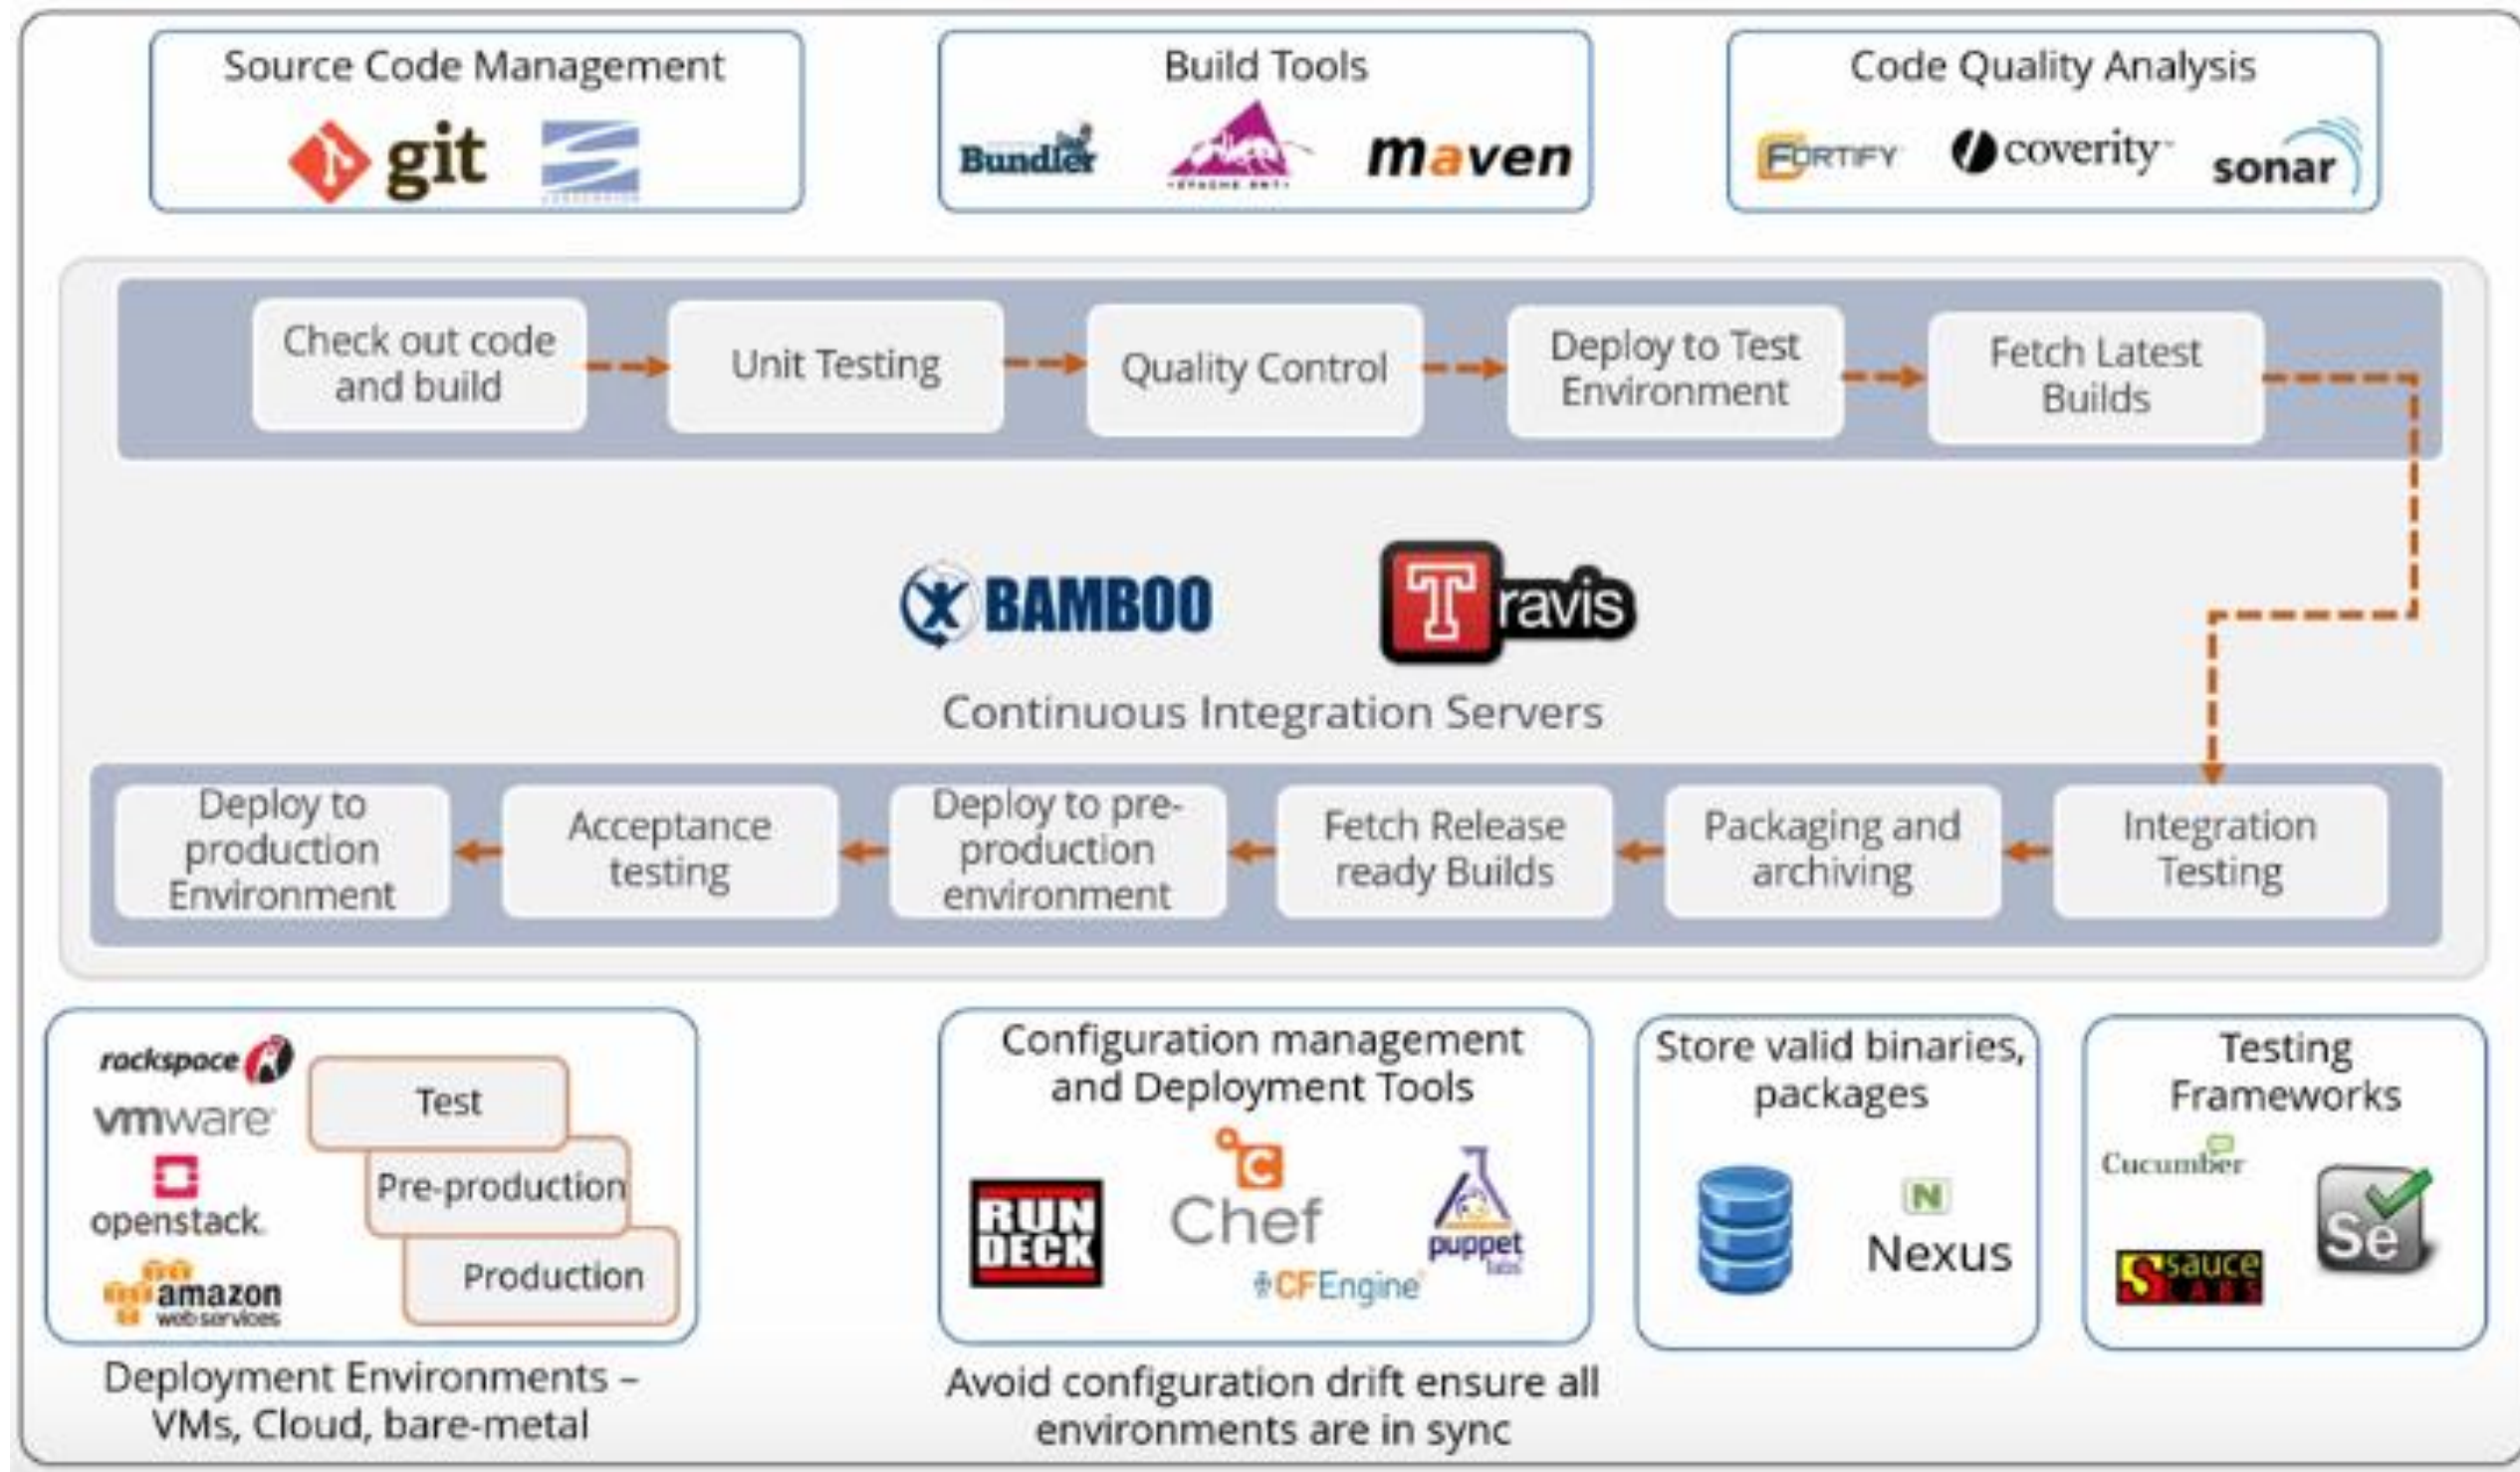 Source Code Management
git
Build Tools
Bundler
APACHE ANT
maven
Code Quality Analysis
FORTIFY
coverity™
sonar
Check out code
and build
Unit Testing
Quality Control
Deploy to Test
Environment
Fetch Latest
Builds
BAMBOO
Travis
Continuous Integration Servers
Deploy to
production
Environment
Acceptance
testing
Deploy to pre-
production
environment
Fetch Release
ready Builds
Packaging and
archiving
Integration
Testing
rackspace
vmware
openstack.
amazon
web services
Test
Pre-production
Production
Deployment Environments –
VMs, Cloud, bare-metal
Configuration management
and Deployment Tools
RUN
DECK
C
Chef
puppet
labs
CFEngine
Avoid configuration drift ensure all
environments are in sync
Store valid binaries,
packages
N
Nexus
Testing
Frameworks
Cucumber
Se
S sauce
LABS